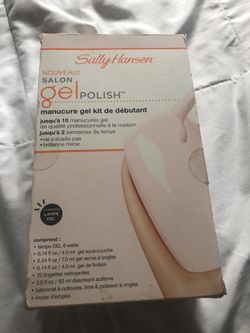 Sally Hansen
NOUVEAU!
SALON
gel POLISH™
manucure gel kit de débutant
jusqu'à 10 manucures gel
de qualité professionnelle à la maison
jusqu'à 2 semaines de tenue
• ne s'écaille pas
• brillance miroir
LAMPE
DEL
comprend :
• lampe DEL 6 watts
• 0.14 fl oz / 4.0 ml gel sous-couche
• 0.24 fl oz / 7.0 ml gel vernis à ongles
• 0.14 fl oz / 4.0 ml gel de finition
• 10 lingettes nettoyantes
• 2.0 fl oz / 60 ml dissolvant acétone
• bâtonnet à cuticules, lime & polissoir à ongles
• mode d'emploi